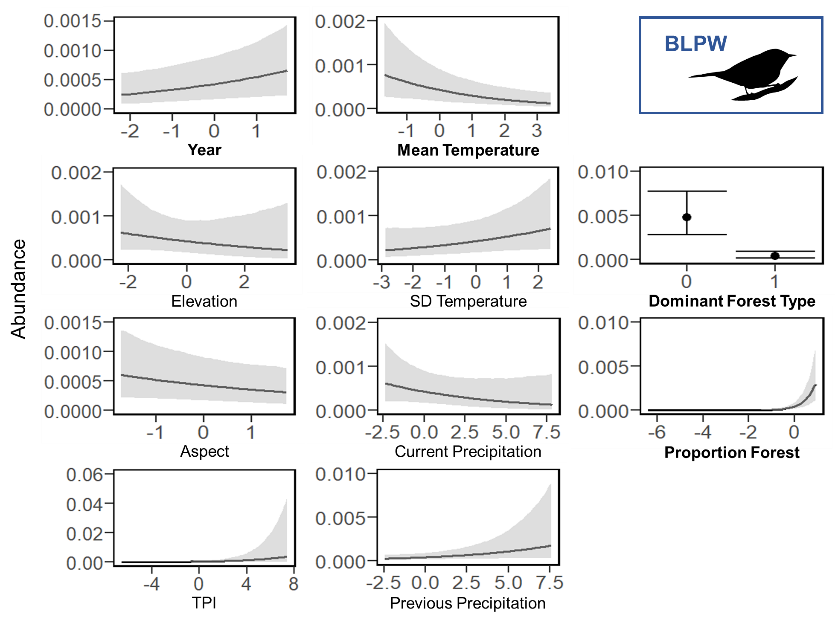 Abundance
0.0015
0.0010
0.0005
0.0000
-2 -1 0 1
Year
0.002
0.001
0.000
-1 0 1 2 3
Mean Temperature
BLPW
0.002
0.001
0.000
-2 0 2
Elevation
0.002
0.001
0.000
-3 -2 -1 0 1 2
SD Temperature
0.010
0.005
0.000
0 1
Dominant Forest Type
0.0015
0.0010
0.0005
0.0000
-1 0 1
Aspect
0.002
0.001
0.000
-2.5 0.0 2.5 5.0 7.5
Current Precipitation
0.010
0.005
0.000
-6 -4 -2 0
Proportion Forest
0.06
0.04
0.02
0.00
-4 0 4 8
TPI
0.010
0.005
0.000
-2.5 0.0 2.5 5.0 7.5
Previous Precipitation